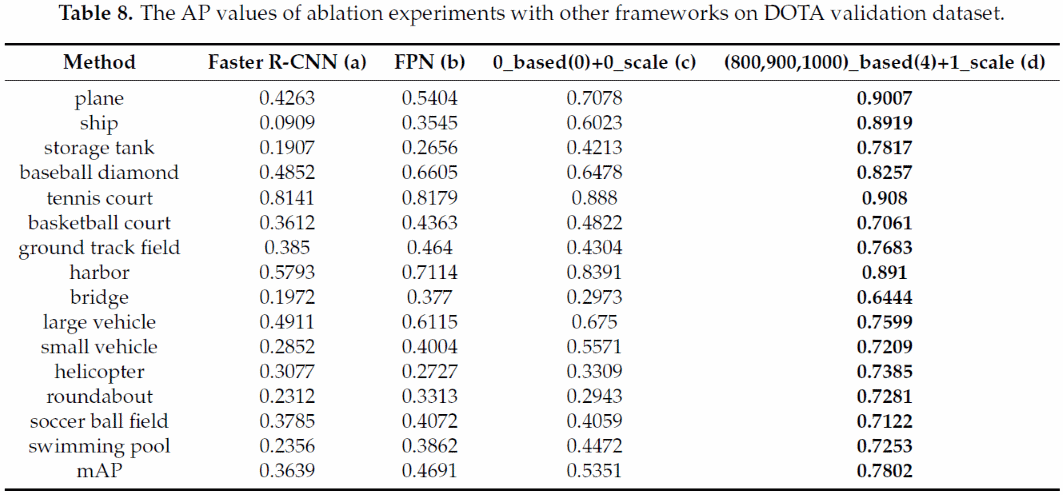 Table 8. The AP values of ablation experiments with other frameworks on DOTA validation dataset.
Method Faster R-CNN (a) FPN (b) 0_based(0)+0_scale (c) (800,900,1000)_based(4)+1_scale (d)
plane 0.4263 0.5404 0.7078 0.9007
ship 0.0909 0.3545 0.6023 0.8919
storage tank 0.1907 0.2656 0.4213 0.7817
baseball diamond 0.4852 0.6605 0.6478 0.8257
tennis court 0.8141 0.8179 0.888 0.908
basketball court 0.3612 0.4363 0.4822 0.7061
ground track field 0.385 0.464 0.4304 0.7683
harbor 0.5793 0.7114 0.8391 0.891
bridge 0.1972 0.377 0.2973 0.6444
large vehicle 0.4911 0.6115 0.675 0.7599
small vehicle 0.2852 0.4004 0.5571 0.7209
helicopter 0.3077 0.2727 0.3309 0.7385
roundabout 0.2312 0.3313 0.2943 0.7281
soccer ball field 0.3785 0.4072 0.4059 0.7122
swimming pool 0.2356 0.3862 0.4472 0.7253
mAP 0.3639 0.4691 0.5351 0.7802